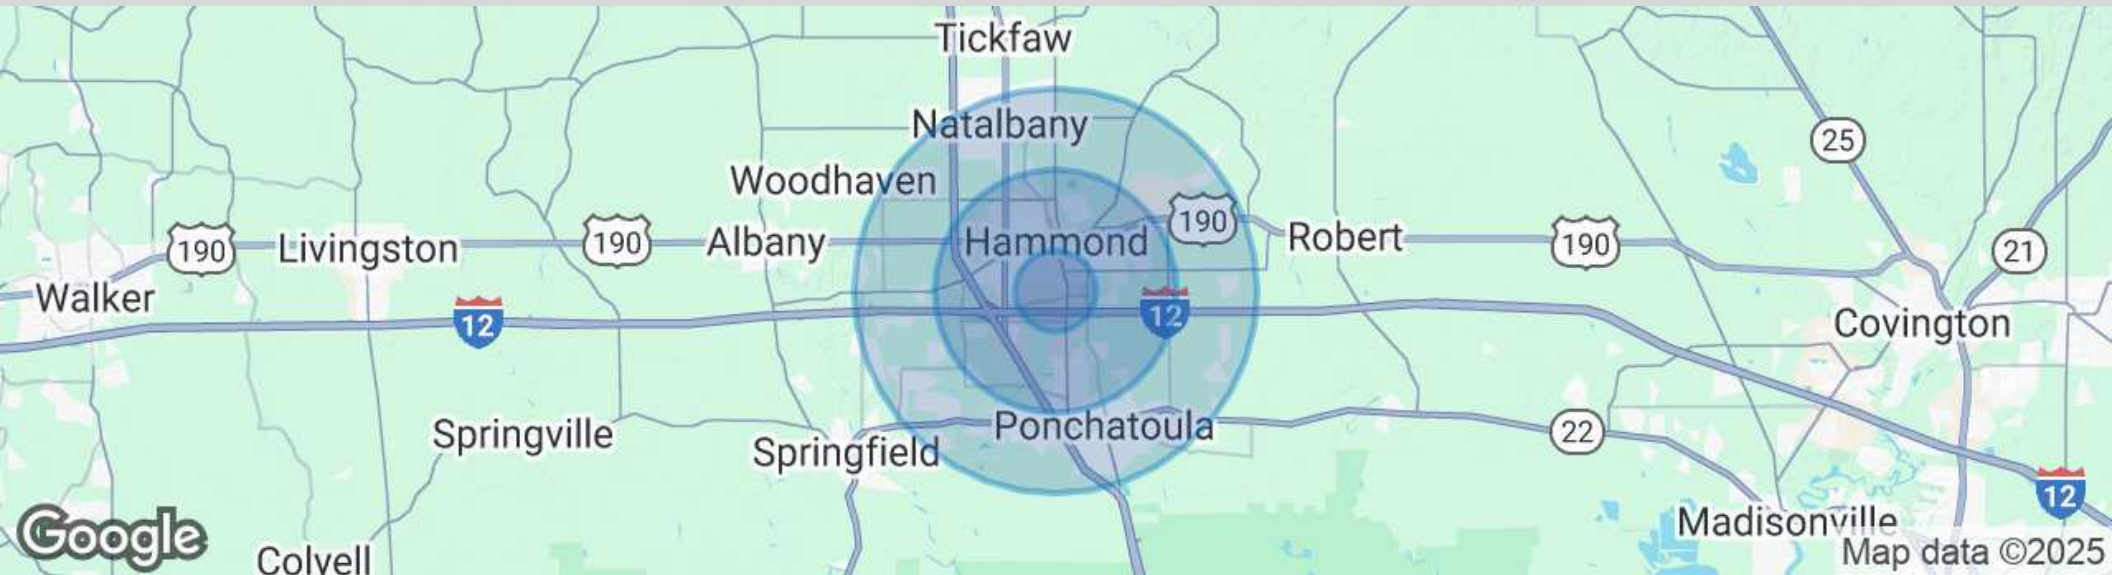 Tickfaw
Natalbany
25
Woodhaven
190
190
Livingston
190
Albany
Hammond
Robert
190
21
Walker
12
12
Covington
Springville
Springfield
Ponchatoula
22
12
Google
Colyell
Madisonville
Map data ©2025